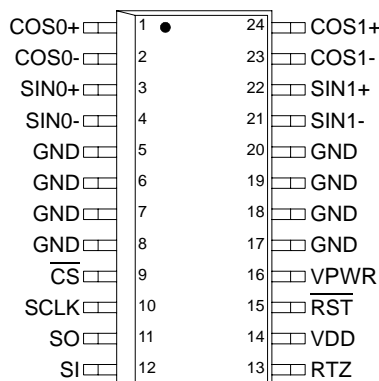 COS0+ 1 24 COS1+
COS0- 2 23 COS1-
SIN0+ 3 22 SIN1+
SIN0- 4 21 SIN1-
GND 5 20 GND
GND 6 19 GND
GND 7 18 GND
GND 8 17 GND
C̅S̅ 9 16 VPWR
SCLK 10 15 R̅S̅T̅
SO 11 14 VDD
SI 12 13 RTZ